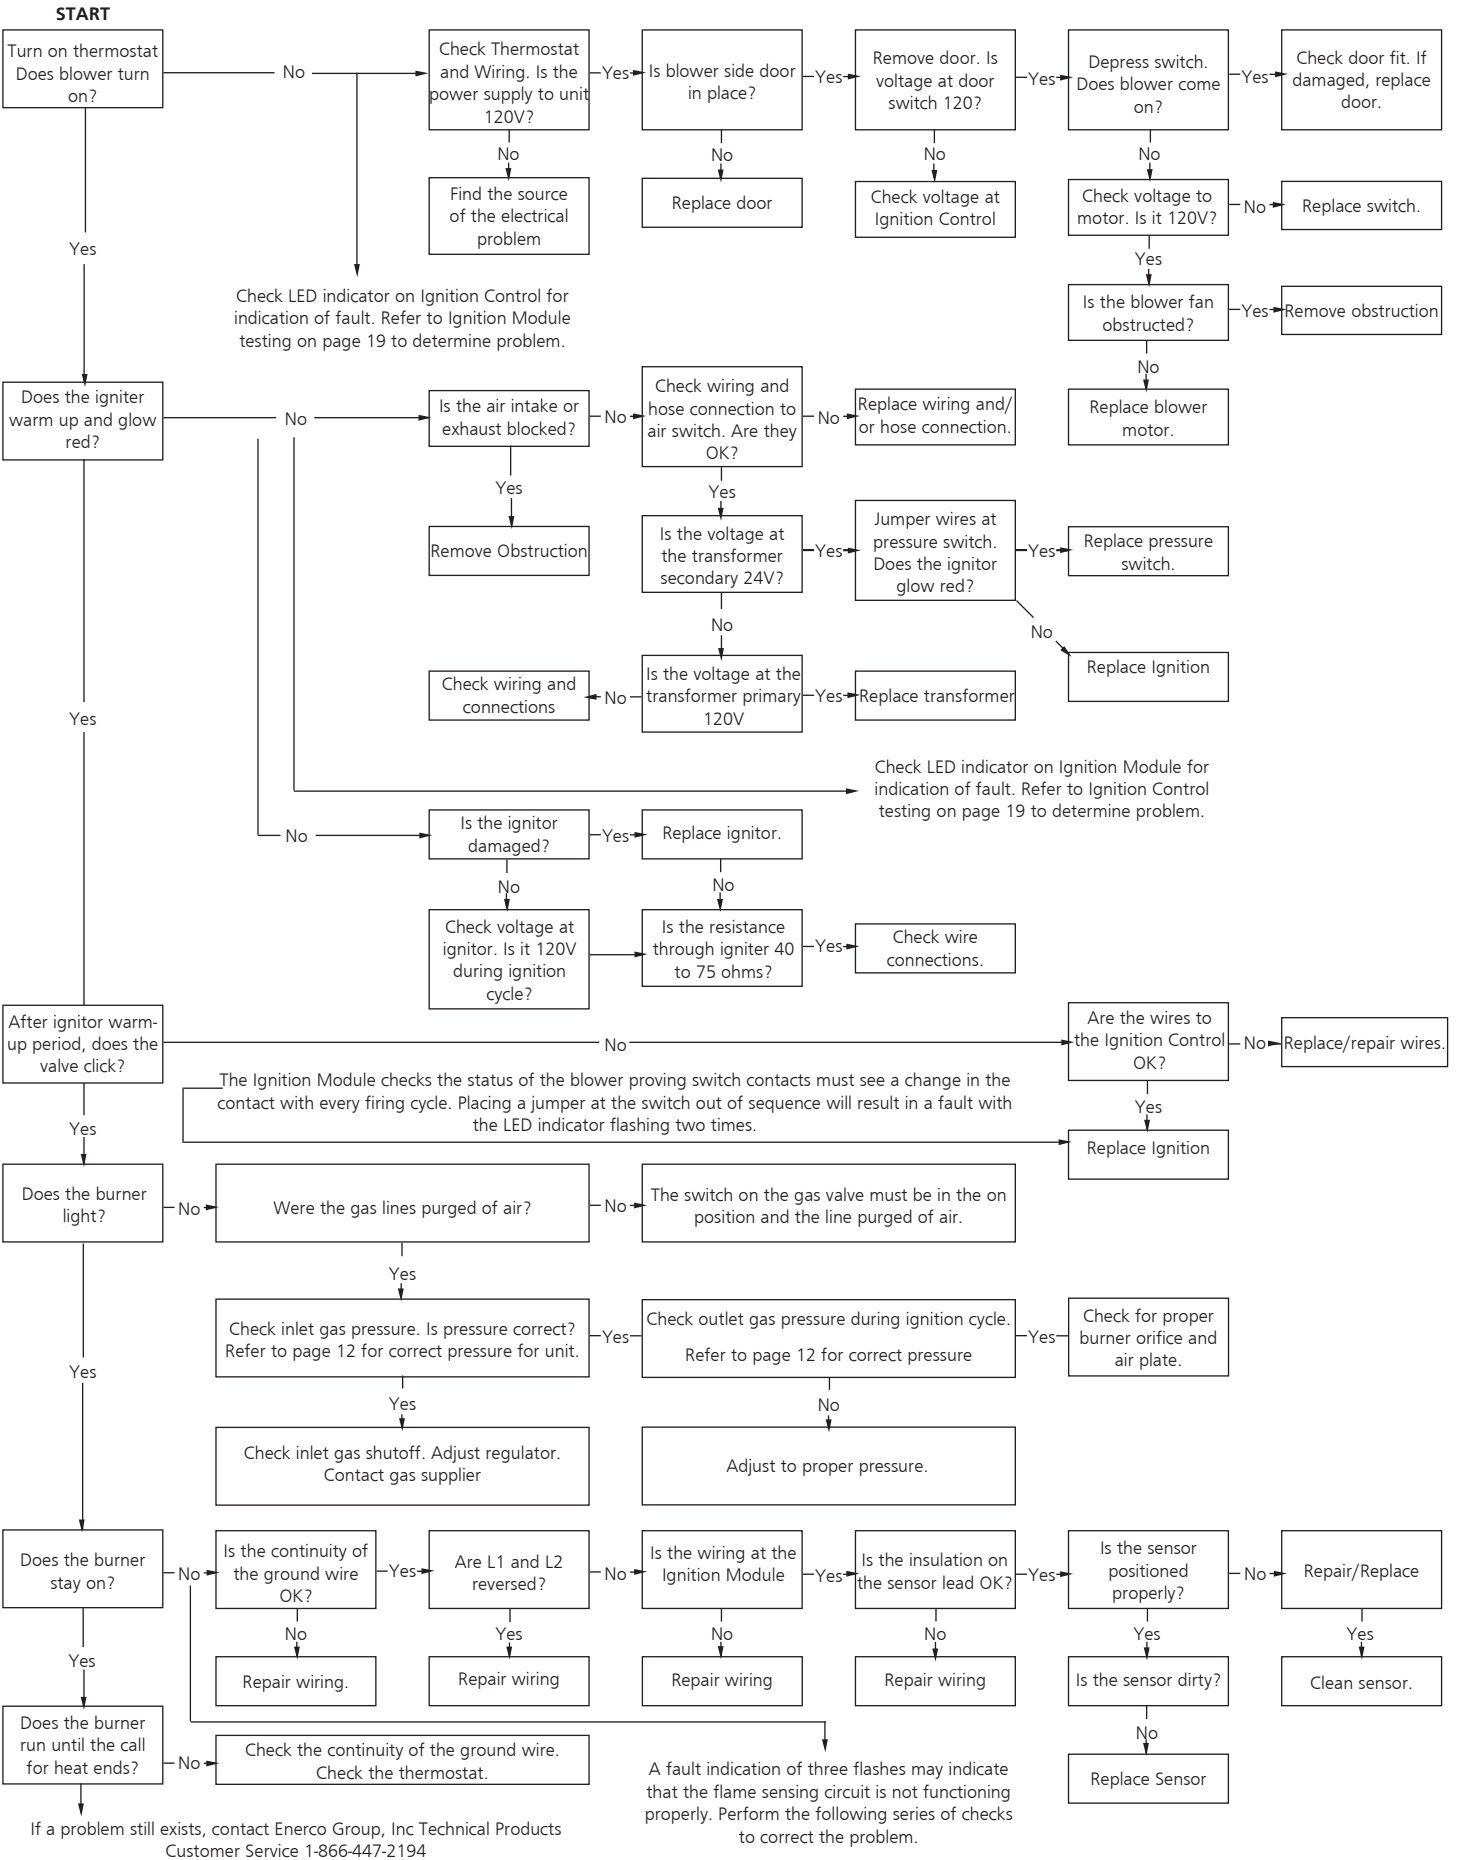 START
Turn on thermostat
Does blower turn
on?
No
Check Thermostat
and Wiring. Is the
power supply to unit
120V?
Yes
Is blower side door
in place?
Yes
Remove door. Is
voltage at door
switch 120?
Yes
Depress switch.
Does blower come
on?
Yes
Check door fit. If
damaged, replace
door.
No
No
No
No
Find the source
of the electrical
problem
Replace door
Check voltage at
Ignition Control
Check voltage to
motor. Is it 120V?
No
Replace switch.
Yes
Yes
Check LED indicator on Ignition Control for
indication of fault. Refer to Ignition Module
testing on page 19 to determine problem.
Is the blower fan
obstructed?
Yes
Remove obstruction
No
Replace blower
motor.
Does the igniter
warm up and glow
red?
No
Is the air intake or
exhaust blocked?
No
Check wiring and
hose connection to
air switch. Are they
OK?
No
Replace wiring and/
or hose connection.
Yes
Yes
Remove Obstruction
Is the voltage at
the transformer
secondary 24V?
Yes
Jumper wires at
pressure switch.
Does the ignitor
glow red?
Yes
Replace pressure
switch.
No
No
Replace Ignition
Check wiring and
connections
No
Is the voltage at the
transformer primary
120V
Yes
Replace transformer
Yes
Check LED indicator on Ignition Module for
indication of fault. Refer to Ignition Control
testing on page 19 to determine problem.
No
Is the ignitor
damaged?
Yes
Replace ignitor.
No
No
Check voltage at
ignitor. Is it 120V
during ignition
cycle?
Is the resistance
through igniter 40
to 75 ohms?
Yes
Check wire
connections.
After ignitor warm-
up period, does the
valve click?
No
Are the wires to
the Ignition Control
OK?
No
Replace/repair wires.
The Ignition Module checks the status of the blower proving switch contacts must see a change in the
contact with every firing cycle. Placing a jumper at the switch out of sequence will result in a fault with
the LED indicator flashing two times.
Yes
Yes
Replace Ignition
Does the burner
light?
No
Were the gas lines purged of air?
No
The switch on the gas valve must be in the on
position and the line purged of air.
Yes
Check inlet gas pressure. Is pressure correct?
Refer to page 12 for correct pressure for unit.
Yes
Check outlet gas pressure during ignition cycle.
Refer to page 12 for correct pressure
Yes
Check for proper
burner orifice and
air plate.
Yes
Yes
No
Check inlet gas shutoff. Adjust regulator.
Contact gas supplier
Adjust to proper pressure.
Does the burner
stay on?
No
Is the continuity of
the ground wire
OK?
Yes
Are L1 and L2
reversed?
No
Is the wiring at the
Ignition Module
Yes
Is the insulation on
the sensor lead OK?
Yes
Is the sensor
positioned
properly?
No
Repair/Replace
No
Yes
No
No
Yes
Yes
Yes
Repair wiring.
Repair wiring
Repair wiring
Repair wiring
Is the sensor dirty?
Clean sensor.
Does the burner
run until the call
for heat ends?
No
Check the continuity of the ground wire.
Check the thermostat.
No
Replace Sensor
A fault indication of three flashes may indicate
that the flame sensing circuit is not functioning
properly. Perform the following series of checks
to correct the problem.
If a problem still exists, contact Enerco Group, Inc Technical Products
Customer Service 1-866-447-2194